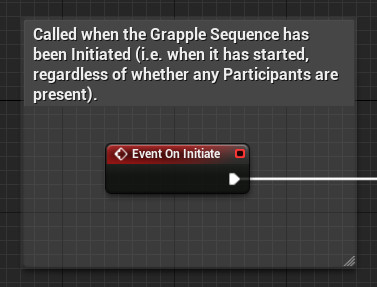 Called when the Grapple Sequence has
been Initiated (i.e. when it has started,
regardless of whether any Participants are
present).
Event On Initiate